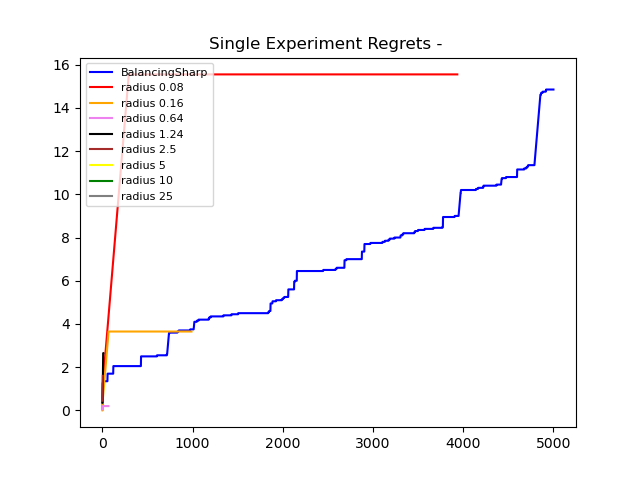 Single Experiment Regrets -
BalancingSharp
radius 0.08
radius 0.16
radius 0.64
radius 1.24
radius 2.5
radius 5
radius 10
radius 25
16
14
12
10
8
6
4
2
0
0 1000 2000 3000 4000 5000